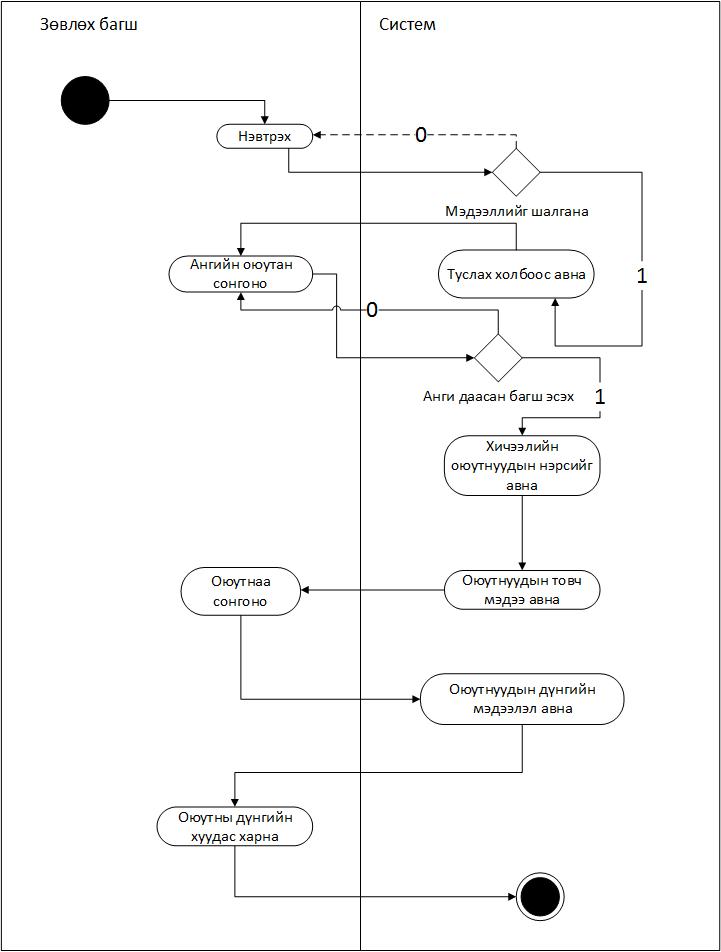 Зөвлөх багш
Систем
Нэвтрэх
0
Мэдээллийг шалгана
Ангийн оюутан
сонгоно
Туслах холбоос авна
1
0
Анги даасан багш эсэх
1
Хичээлийн
оюутнуудын нэрсийг
авна
Оюутнаа
сонгоно
Оюутнуудын товч
мэдээ авна
Оюутнуудын дүнгийн
мэдээлэл авна
Оюутны дүнгийн
хуудас харна